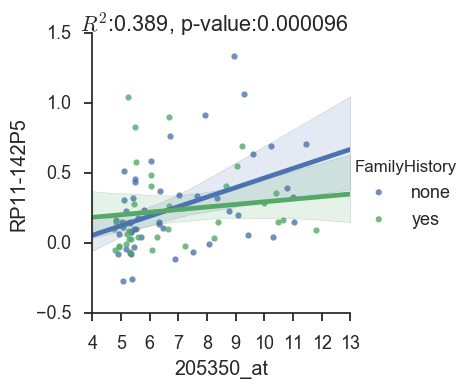 R²:0.389, p-value:0.000096
1.5
1.0
0.5
0.0
−0.5
RP11-142P5
4 5 6 7 8 9 10 11 12 13
205350_at
FamilyHistory
none
yes